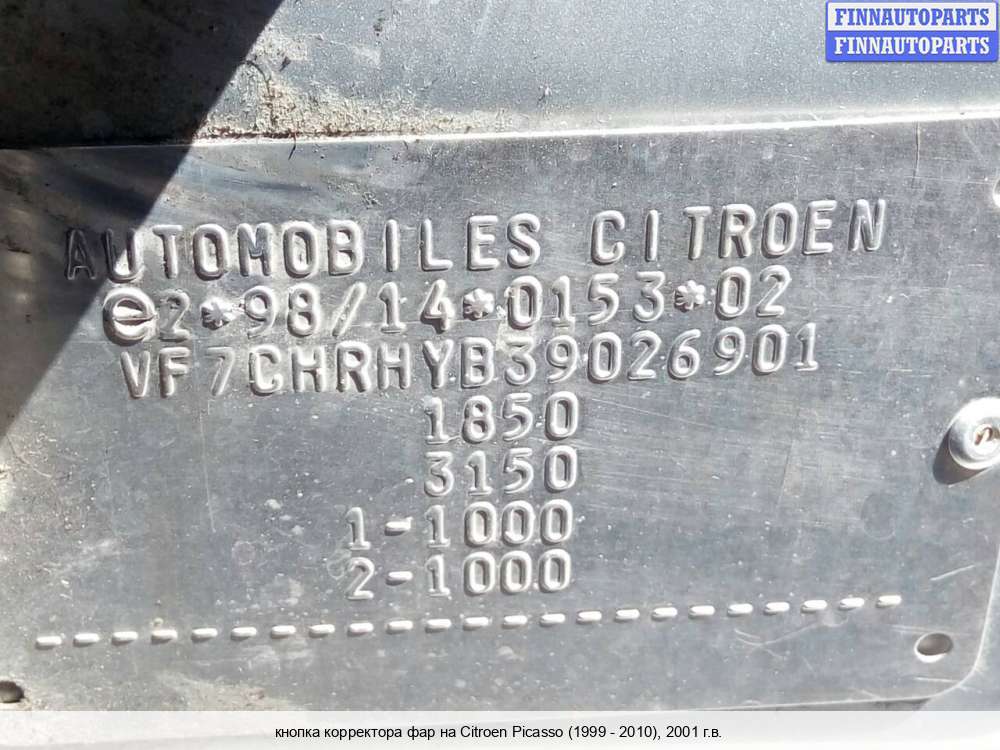 FINNAUTOPARTS
FINNAUTOPARTS
AUTOMOBILES CITROEN
e2*98/14*0153*02
VF7CHRHYB39026901
1850
3150
1-1000
2-1000
кнопка корректора фар на Citroen Picasso (1999 - 2010), 2001 г.в.